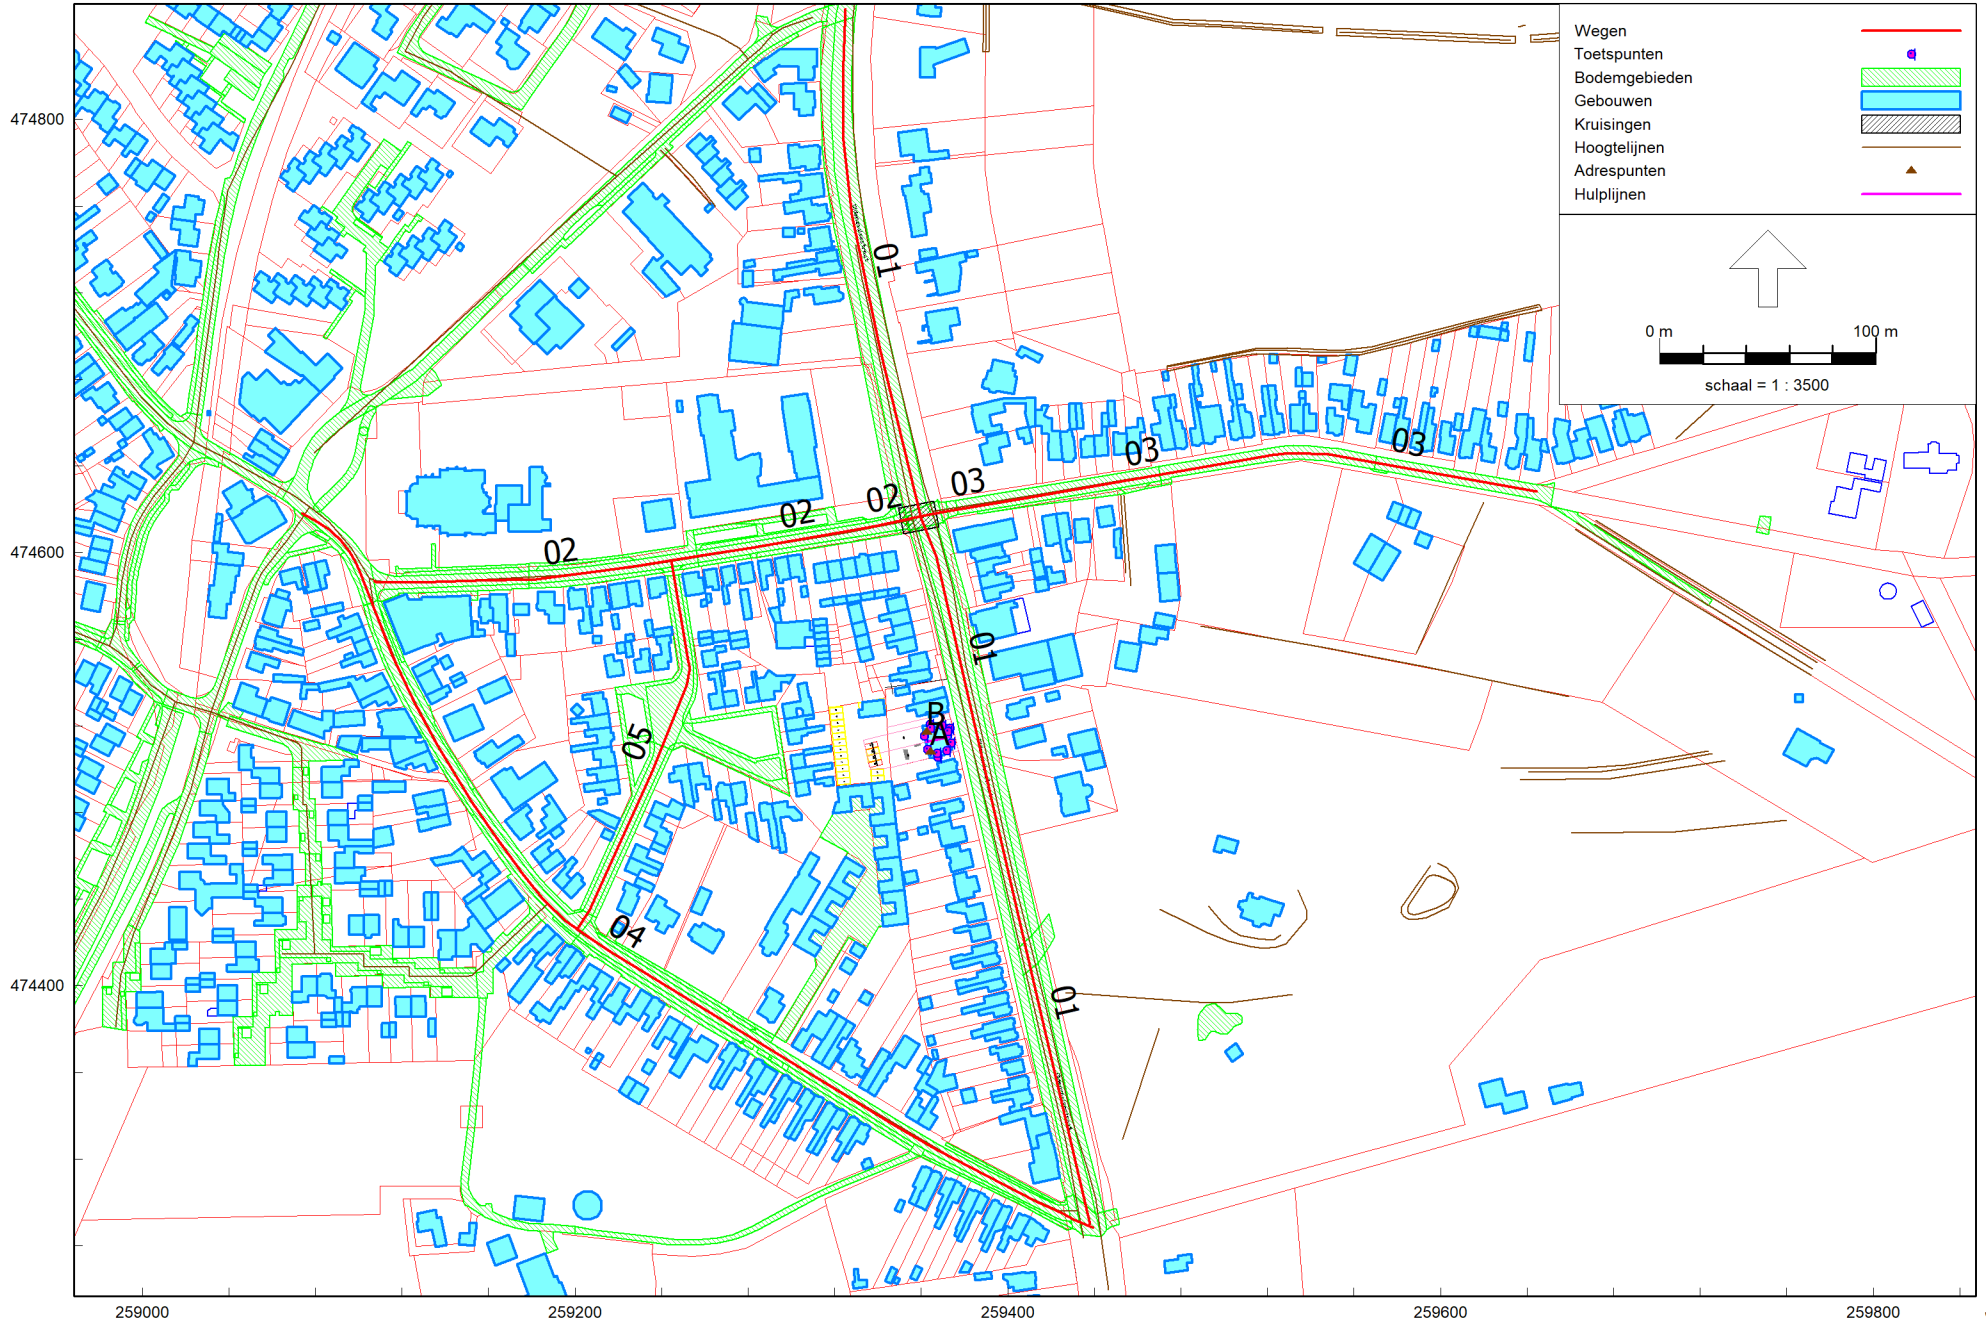 Wegen
Toetspunten
Bodemgebieden
Gebouwen
Kruisingen
Hoogtelijnen
Adrespunten
Hulplijnen
0 m 100 m
schaal = 1 : 3500
474800
474600
474400
259000 259200 259400 259600 259800
01
03
03
03
02
02
02
01
B
A
05
04
01